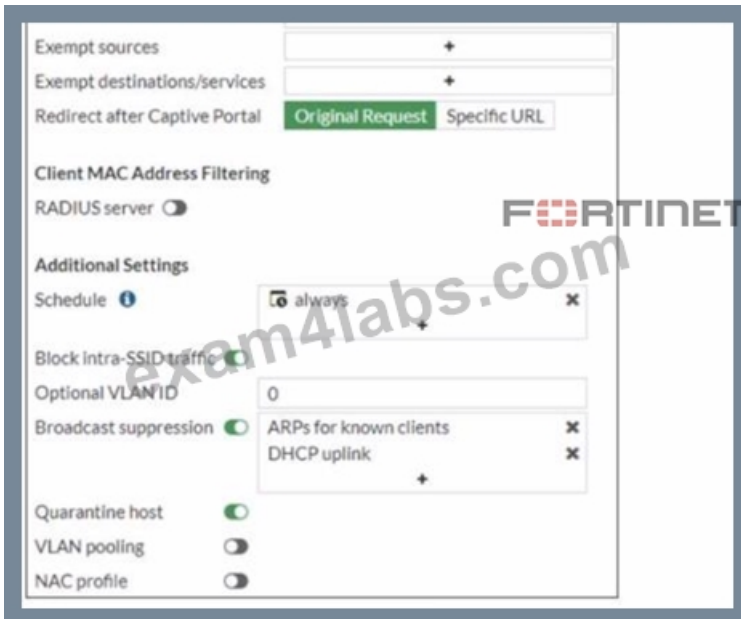 Exempt sources +
Exempt destinations/services +
Redirect after Captive Portal Original Request Specific URL
Client MAC Address Filtering
RADIUS server
FORTINET
Additional Settings
Schedule always
+
exam4labs.com
Block intra-SSID traffic
Optional VLAN ID 0
Broadcast suppression ARPs for known clients
DHCP uplink
+
Quarantine host
VLAN pooling
NAC profile